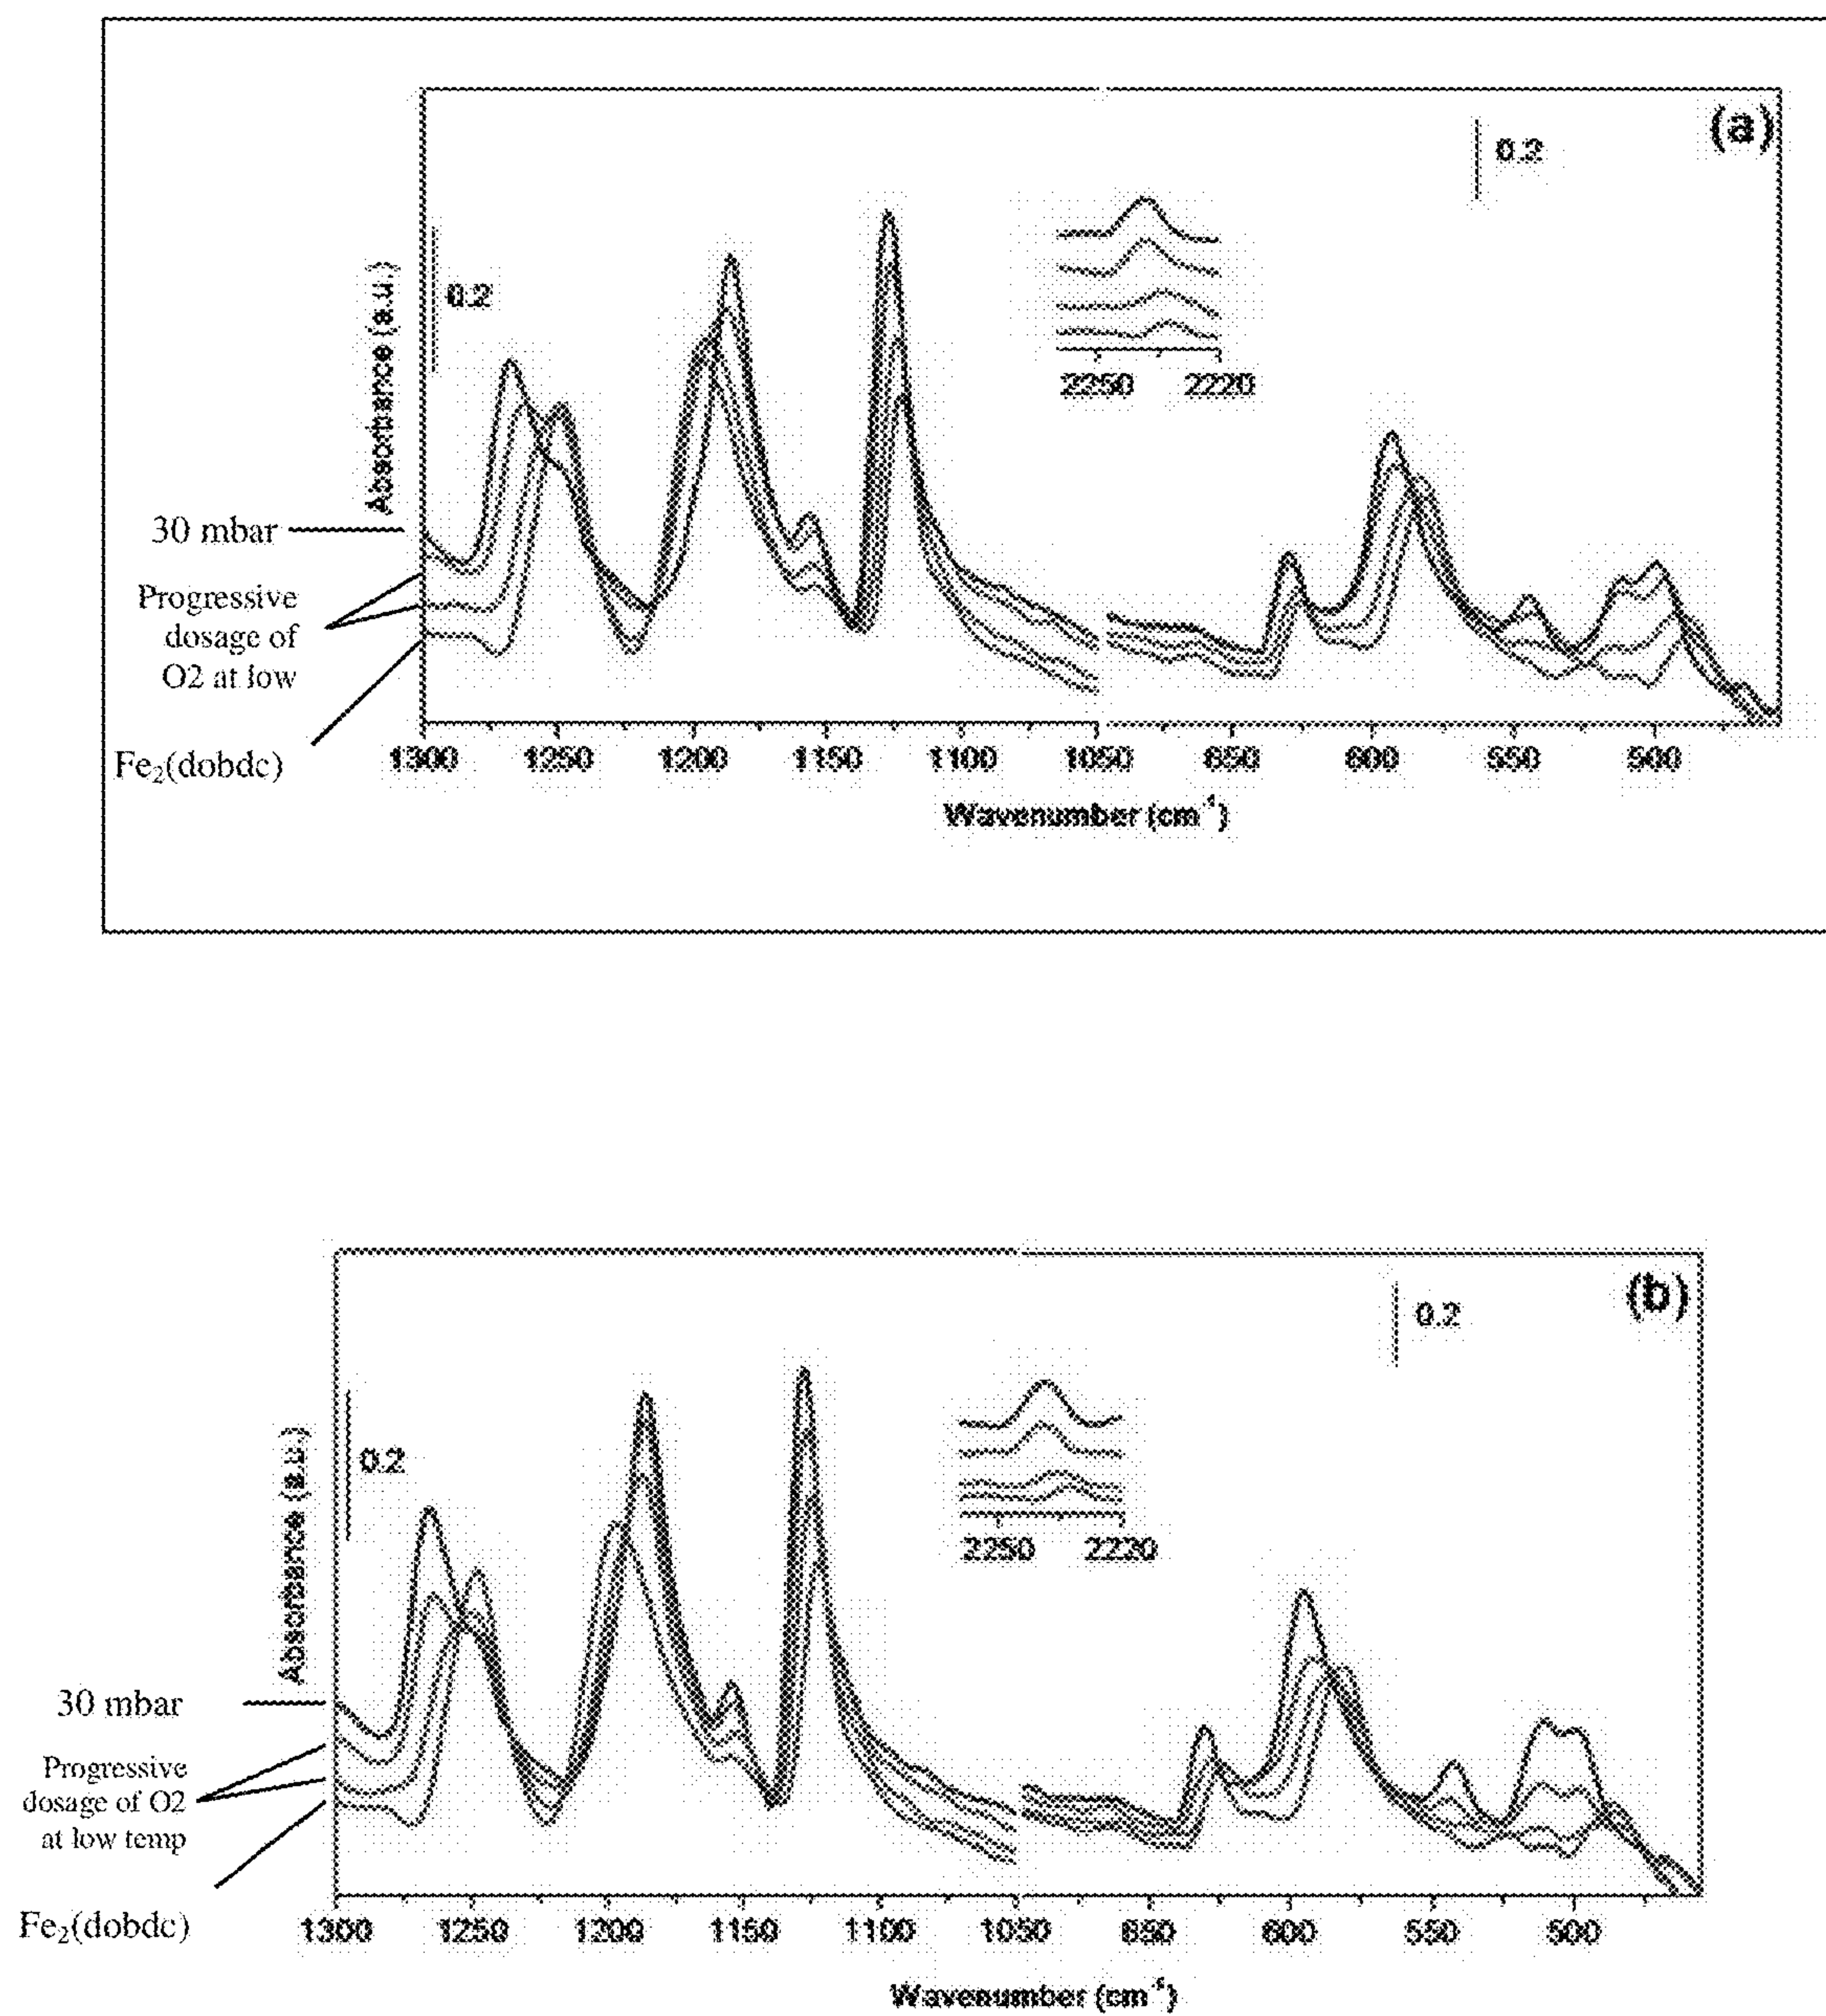 (a)
0.2
Absorbance (a.u.)
0.2
2250 2220
30 mbar
Progressive
dosage of
O2 at low
Fe₂(dobdc)
1300 1250 1200 1150 1100 1050 650 600 550 500
Wavenumber (cm⁻¹)
(b)
0.2
Absorbance (a.u.)
0.2
2250 2220
30 mbar
Progressive
dosage of O2
at low temp
Fe₂(dobdc)
1300 1250 1200 1150 1100 1050 650 600 550 500
Wavenumber (cm⁻¹)